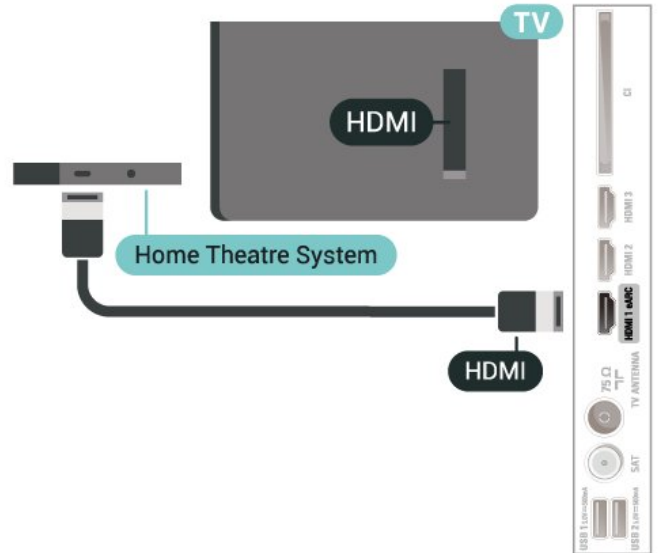 TV
HDMI
Home Theatre System
HDMI
CI
HDMI 3
HDMI 2
HDMI 1 eARC
75 Ω
TV ANTENNA
SAT
USB 1
USB 2